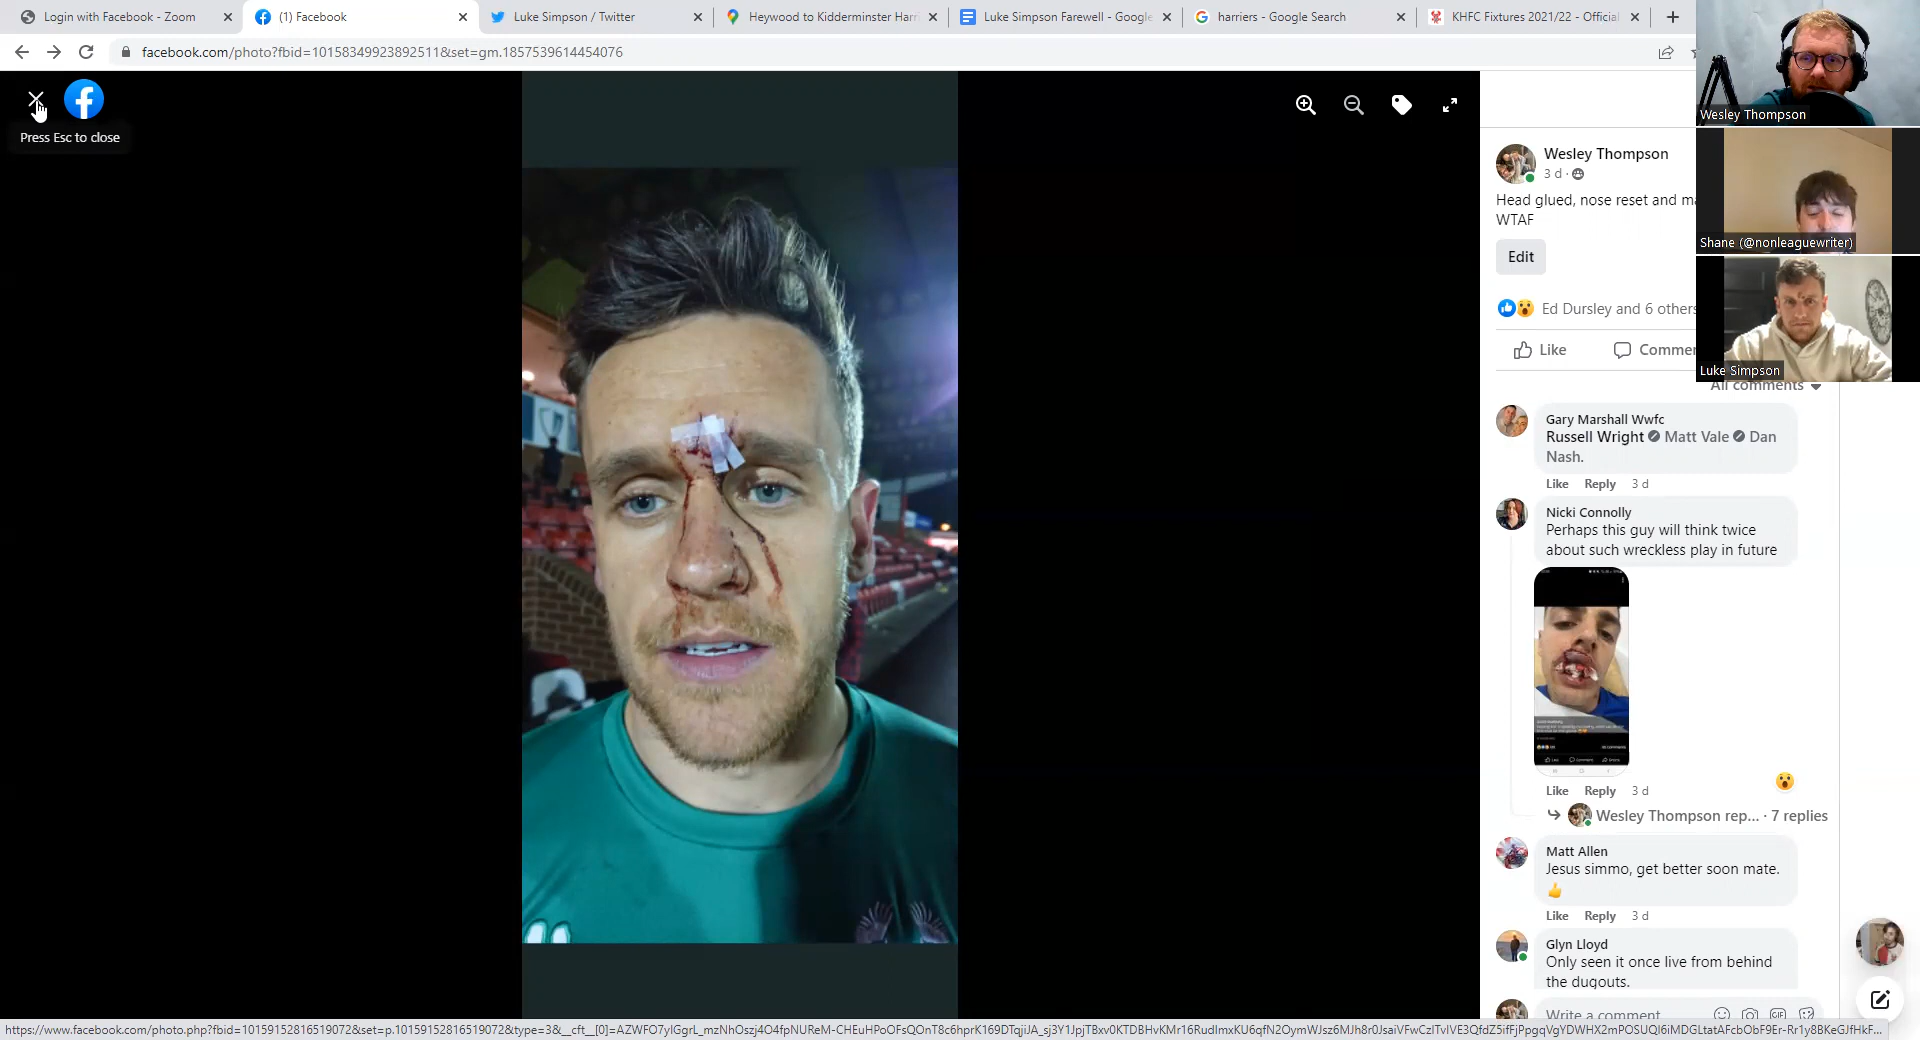 Login with Facebook - Zoom
(1) Facebook
Luke Simpson / Twitter
Heywood to Kidderminster Harri
Luke Simpson Farewell - Google
harriers - Google Search
KHFC Fixtures 2021/22 - Official
facebook.com/photo?fbid=10158349923892511&set=gm.1857539614454076
Press Esc to close
Wesley Thompson
Shane (@nonleaguewriter)
Luke Simpson
Wesley Thompson
3 d
Head glued, nose reset and ma
WTAF
Edit
Ed Dursley and 6 others
Like Commen
All comments
Gary Marshall Wwfc
Russell Wright Matt Vale Dan
Nash.
Like Reply 3 d
Nicki Connolly
Perhaps this guy will think twice
about such wreckless play in future
Like Reply 3 d
Wesley Thompson rep... · 7 replies
Matt Allen
Jesus simmo, get better soon mate.
👍
Like Reply 3 d
Glyn Lloyd
Only seen it once live from behind
the dugouts.
Write a comment
GIF